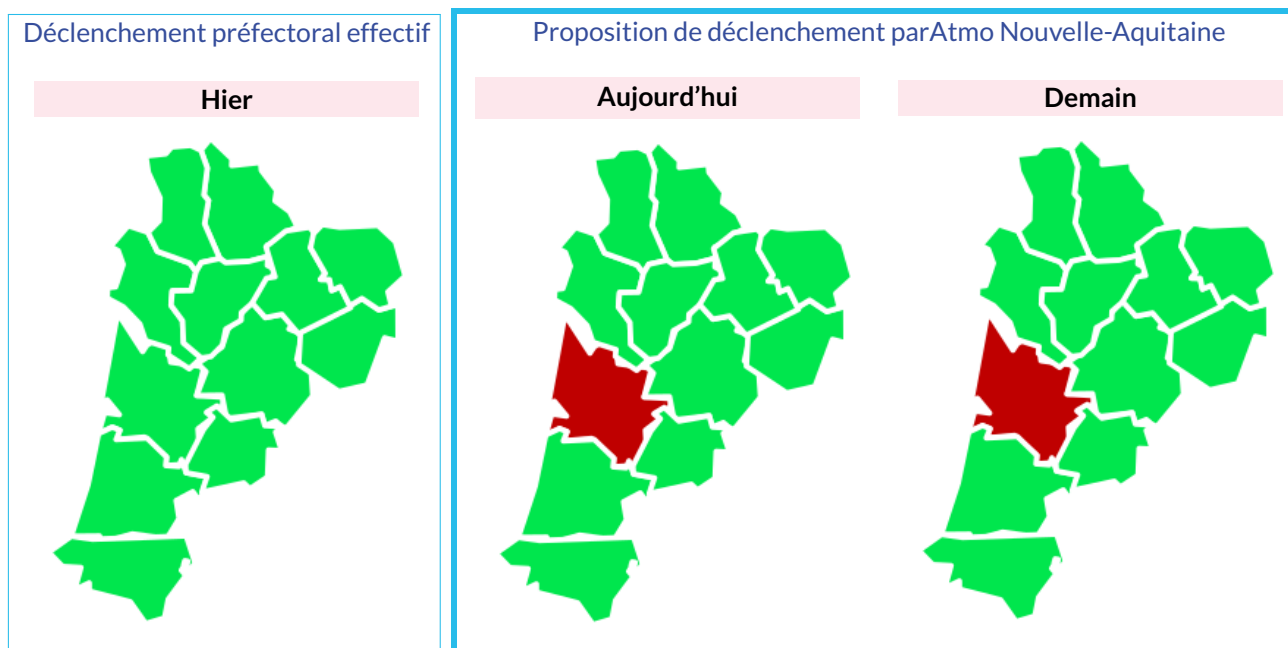 Déclenchement préfectoral effectif
Hier
Proposition de déclenchement parAtmo Nouvelle-Aquitaine
Aujourd'hui
Demain